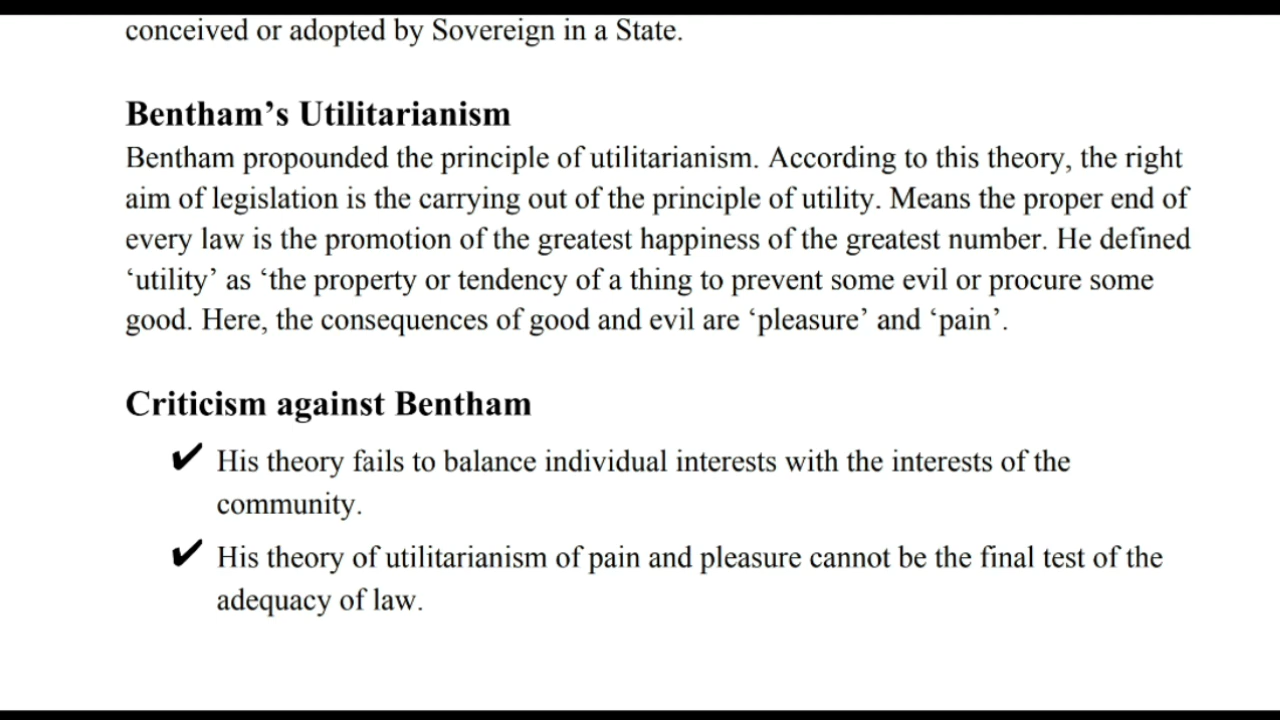 conceived or adopted by Sovereign in a State.
Bentham’s Utilitarianism
Bentham propounded the principle of utilitarianism. According to this theory, the right
aim of legislation is the carrying out of the principle of utility. Means the proper end of
every law is the promotion of the greatest happiness of the greatest number. He defined
‘utility’ as ‘the property or tendency of a thing to prevent some evil or procure some
good. Here, the consequences of good and evil are ‘pleasure’ and ‘pain’.
Criticism against Bentham
✔ His theory fails to balance individual interests with the interests of the
community.
✔ His theory of utilitarianism of pain and pleasure cannot be the final test of the
adequacy of law.